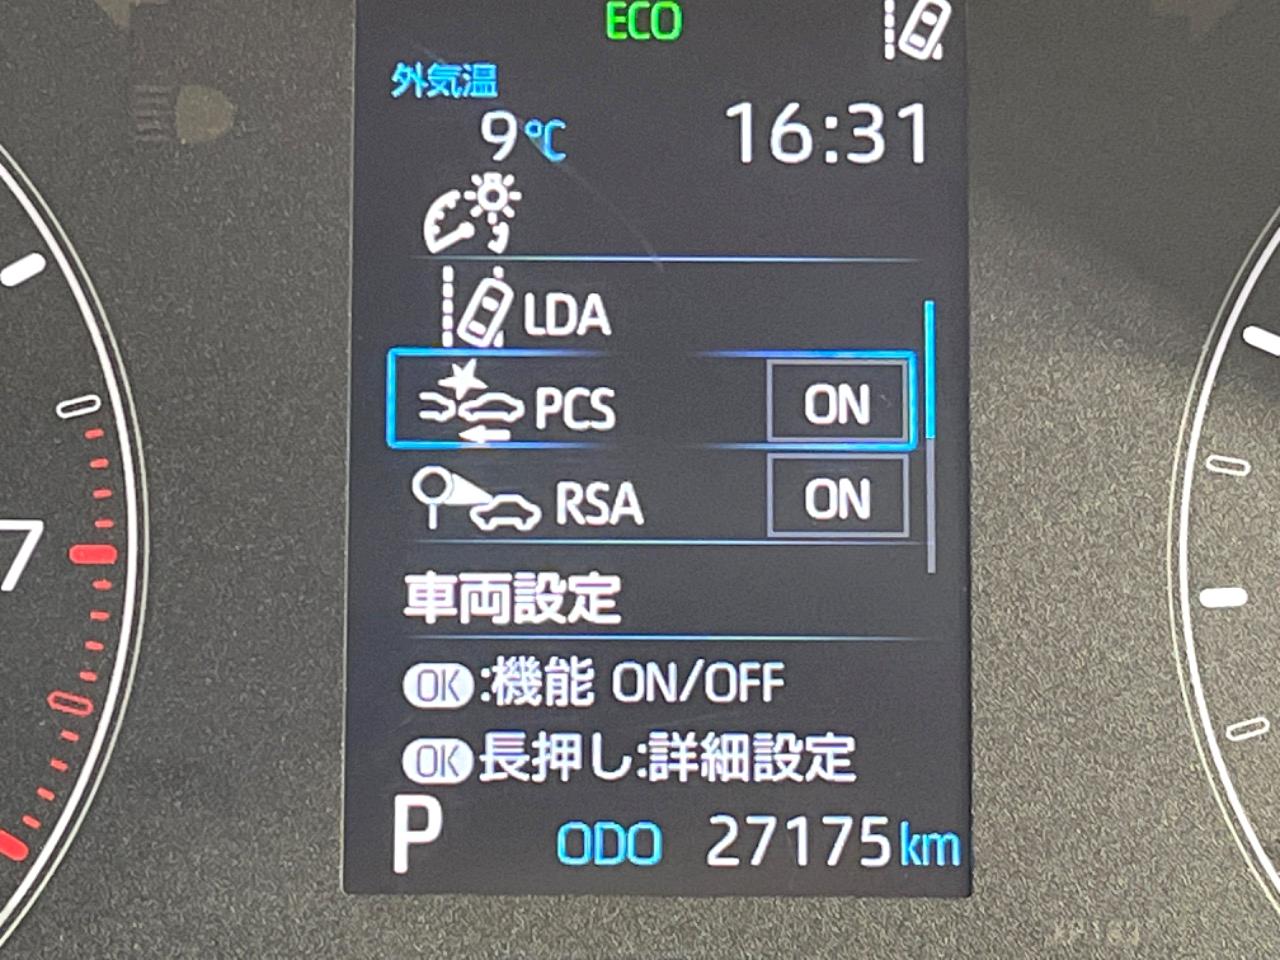 ECO
外気温
9℃ 16:31
LDA
PCS ON
RSA ON
車両設定
OK:機能 ON/OFF
OK長押し:詳細設定
P ODO 27175km
7